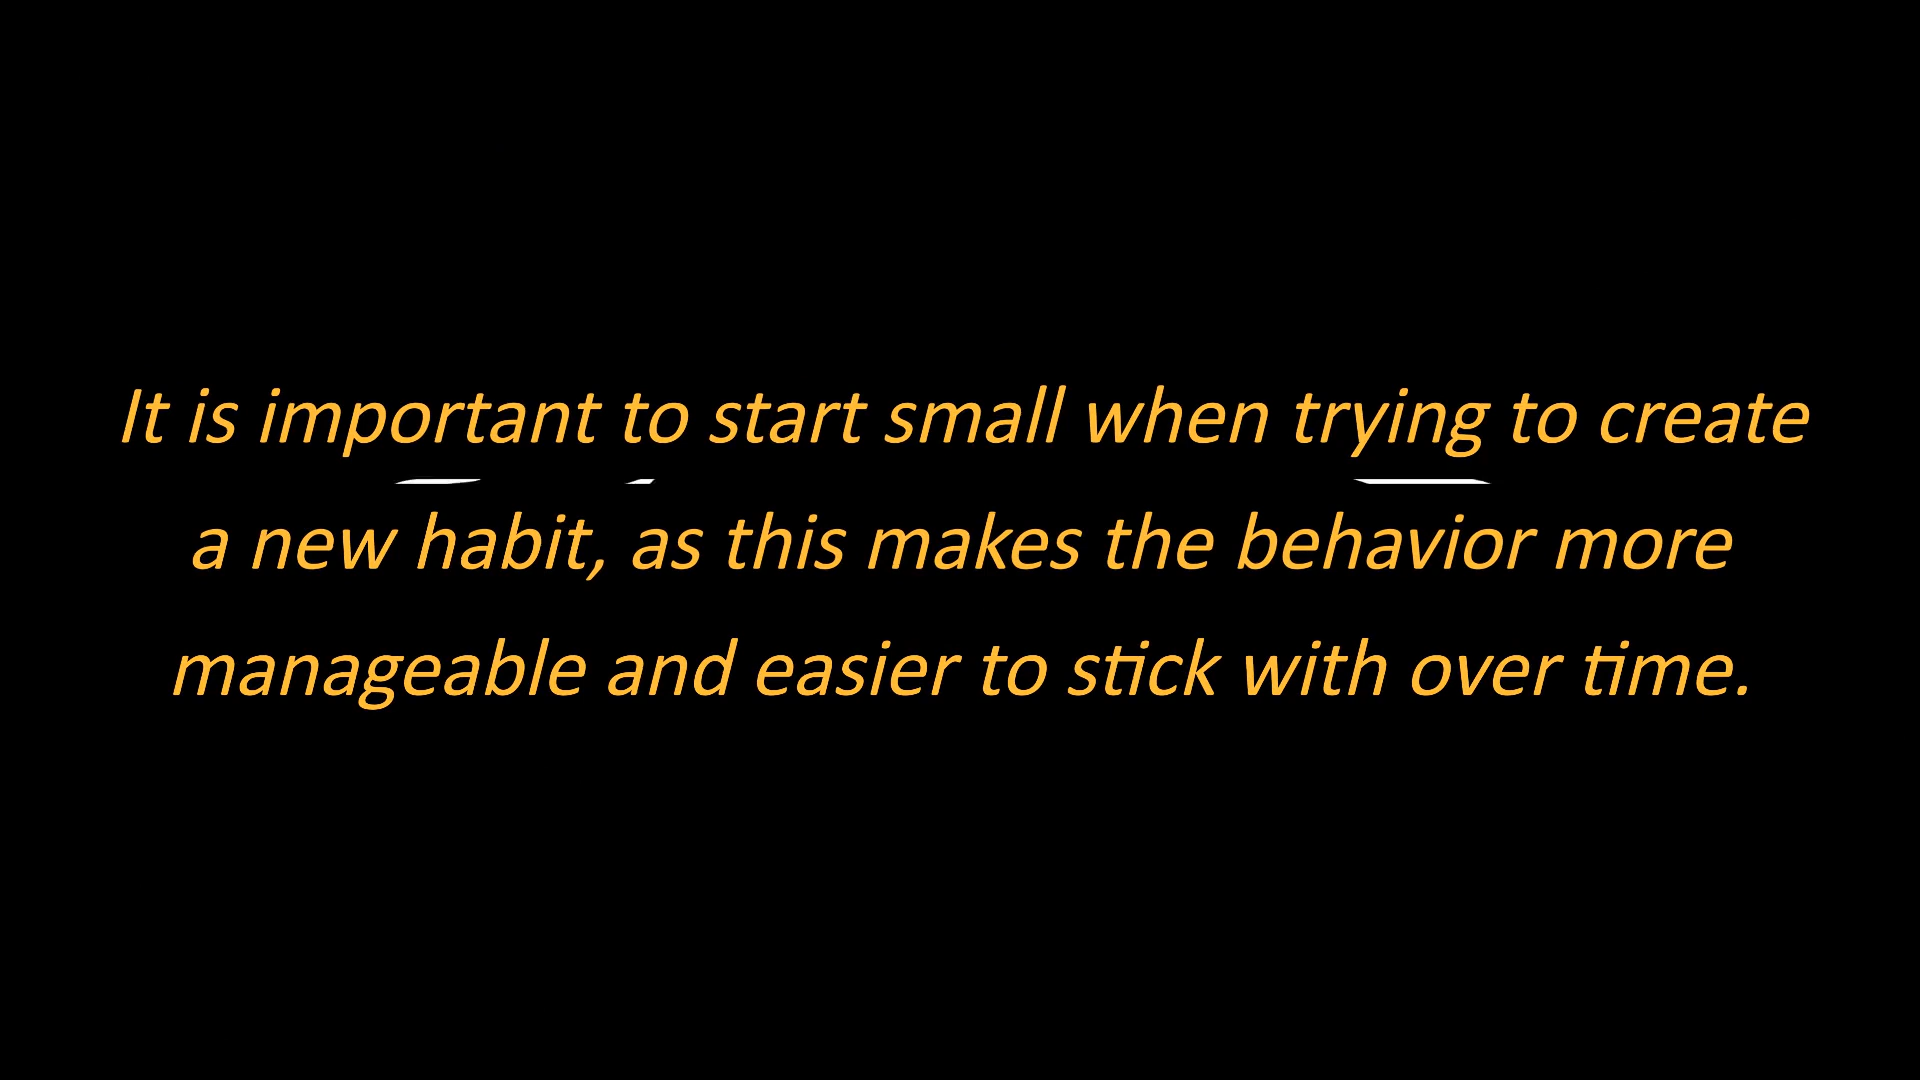 It is important to start small when trying to create
a new habit, as this makes the behavior more
manageable and easier to stick with over time.